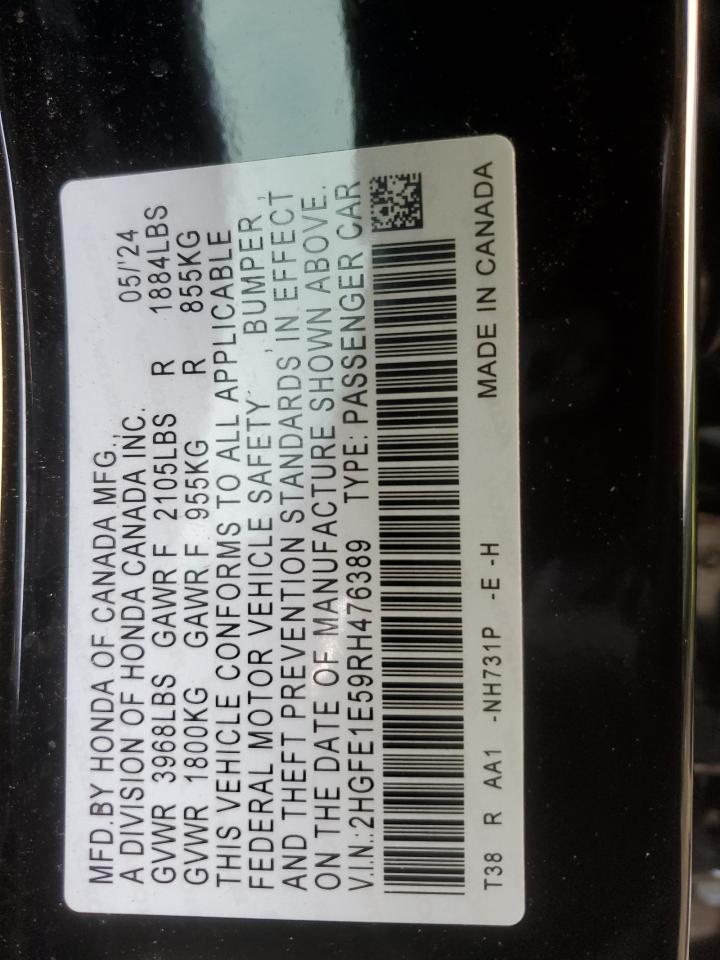 MFD.BY HONDA OF CANADA MFG.,
A DIVISION OF HONDA CANADA INC. 05/'24
GVWR 3968LBS GAWR F 2105LBS R 1884LBS
GVWR 1800KG GAWR F 955KG R 855KG
THIS VEHICLE CONFORMS TO ALL APPLICABLE
FEDERAL MOTOR VEHICLE SAFETY , BUMPER ,
AND THEFT PREVENTION STANDARDS IN EFFECT
ON THE DATE OF MANUFACTURE SHOWN ABOVE.
V.I.N.:2HGFE1E59RH476389 TYPE: PASSENGER CAR
T38 R AA1 -NH731P -E -H MADE IN CANADA